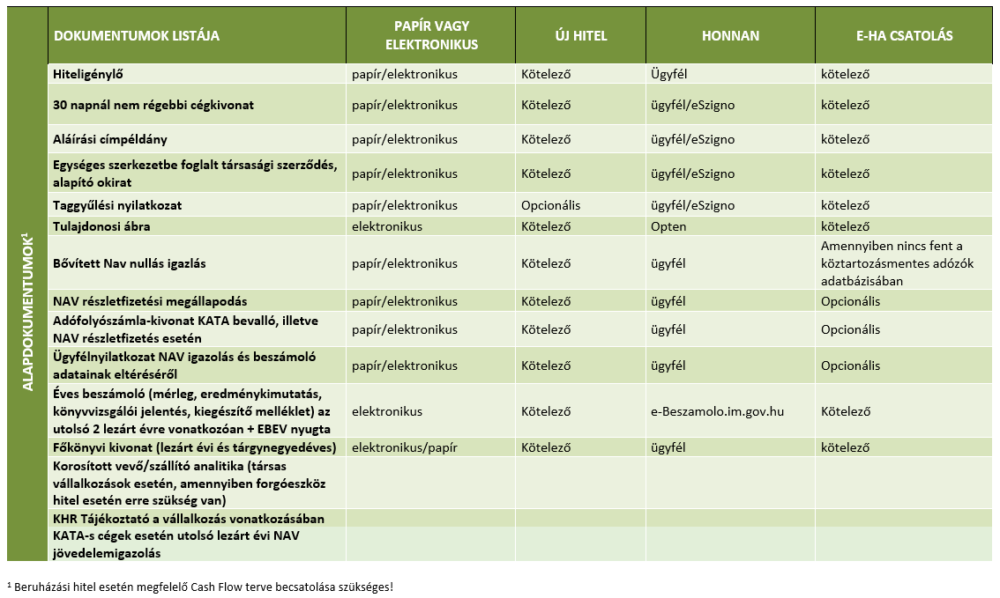 DOKUMENTUMOK LISTÁJA
PAPÍR VAGY
ELEKTRONIKUS
ÚJ HITEL
HONNAN
E-HA CSATOLÁS
ALAPDOKUMENTUMOK¹
Hiteligénylő papír/elektronikus Kötelező Ügyfél kötelező
30 napnál nem régebbi cégkivonat papír/elektronikus Kötelező ügyfél/eSzigno kötelező
Aláírási címpéldány papír/elektronikus Kötelező ügyfél/eSzigno kötelező
Egységes szerkezetbe foglalt társasági szerződés,
alapító okirat
papír/elektronikus Kötelező ügyfél/eSzigno kötelező
Taggyűlési nyilatkozat papír/elektronikus Opcionális ügyfél/eSzigno kötelező
Tulajdonosi ábra elektronikus Kötelező Opten kötelező
Bővített Nav nullás igazlás papír/elektronikus Kötelező ügyfél
Amennyiben nincs fent a
köztartozásmentes adózók
adatbázisában
NAV részletfizetési megállapodás papír/elektronikus Kötelező ügyfél Opcionális
Adófolyószámla-kivonat KATA bevalló, illetve
NAV részletfizetés esetén
papír/elektronikus Kötelező ügyfél Opcionális
Ügyfélnyilatkozat NAV igazolás és beszámoló
adatainak eltéréséről
papír/elektronikus Kötelező ügyfél Opcionális
Éves beszámoló (mérleg, eredménykimutatás,
könyvvizsgálói jelentés, kiegészítő melléklet) az
utolsó 2 lezárt évre vonatkozóan + EBEV nyugta
elektronikus Kötelező e-Beszamolo.im.gov.hu Kötelező
Főkönyvi kivonat (lezárt évi és tárgynegyedéves) elektronikus/papír Kötelező ügyfél kötelező
Korosított vevő/szállító analitika (társas
vállalkozások esetén, amennyiben forgóeszköz
hitel esetén erre szükség van)
KHR Tájékoztató a vállalkozás vonatkozásában
KATA-s cégek esetén utolsó lezárt évi NAV
jövedelemigazolás
¹ Beruházási hitel esetén megfelelő Cash Flow terve becsatolása szükséges!